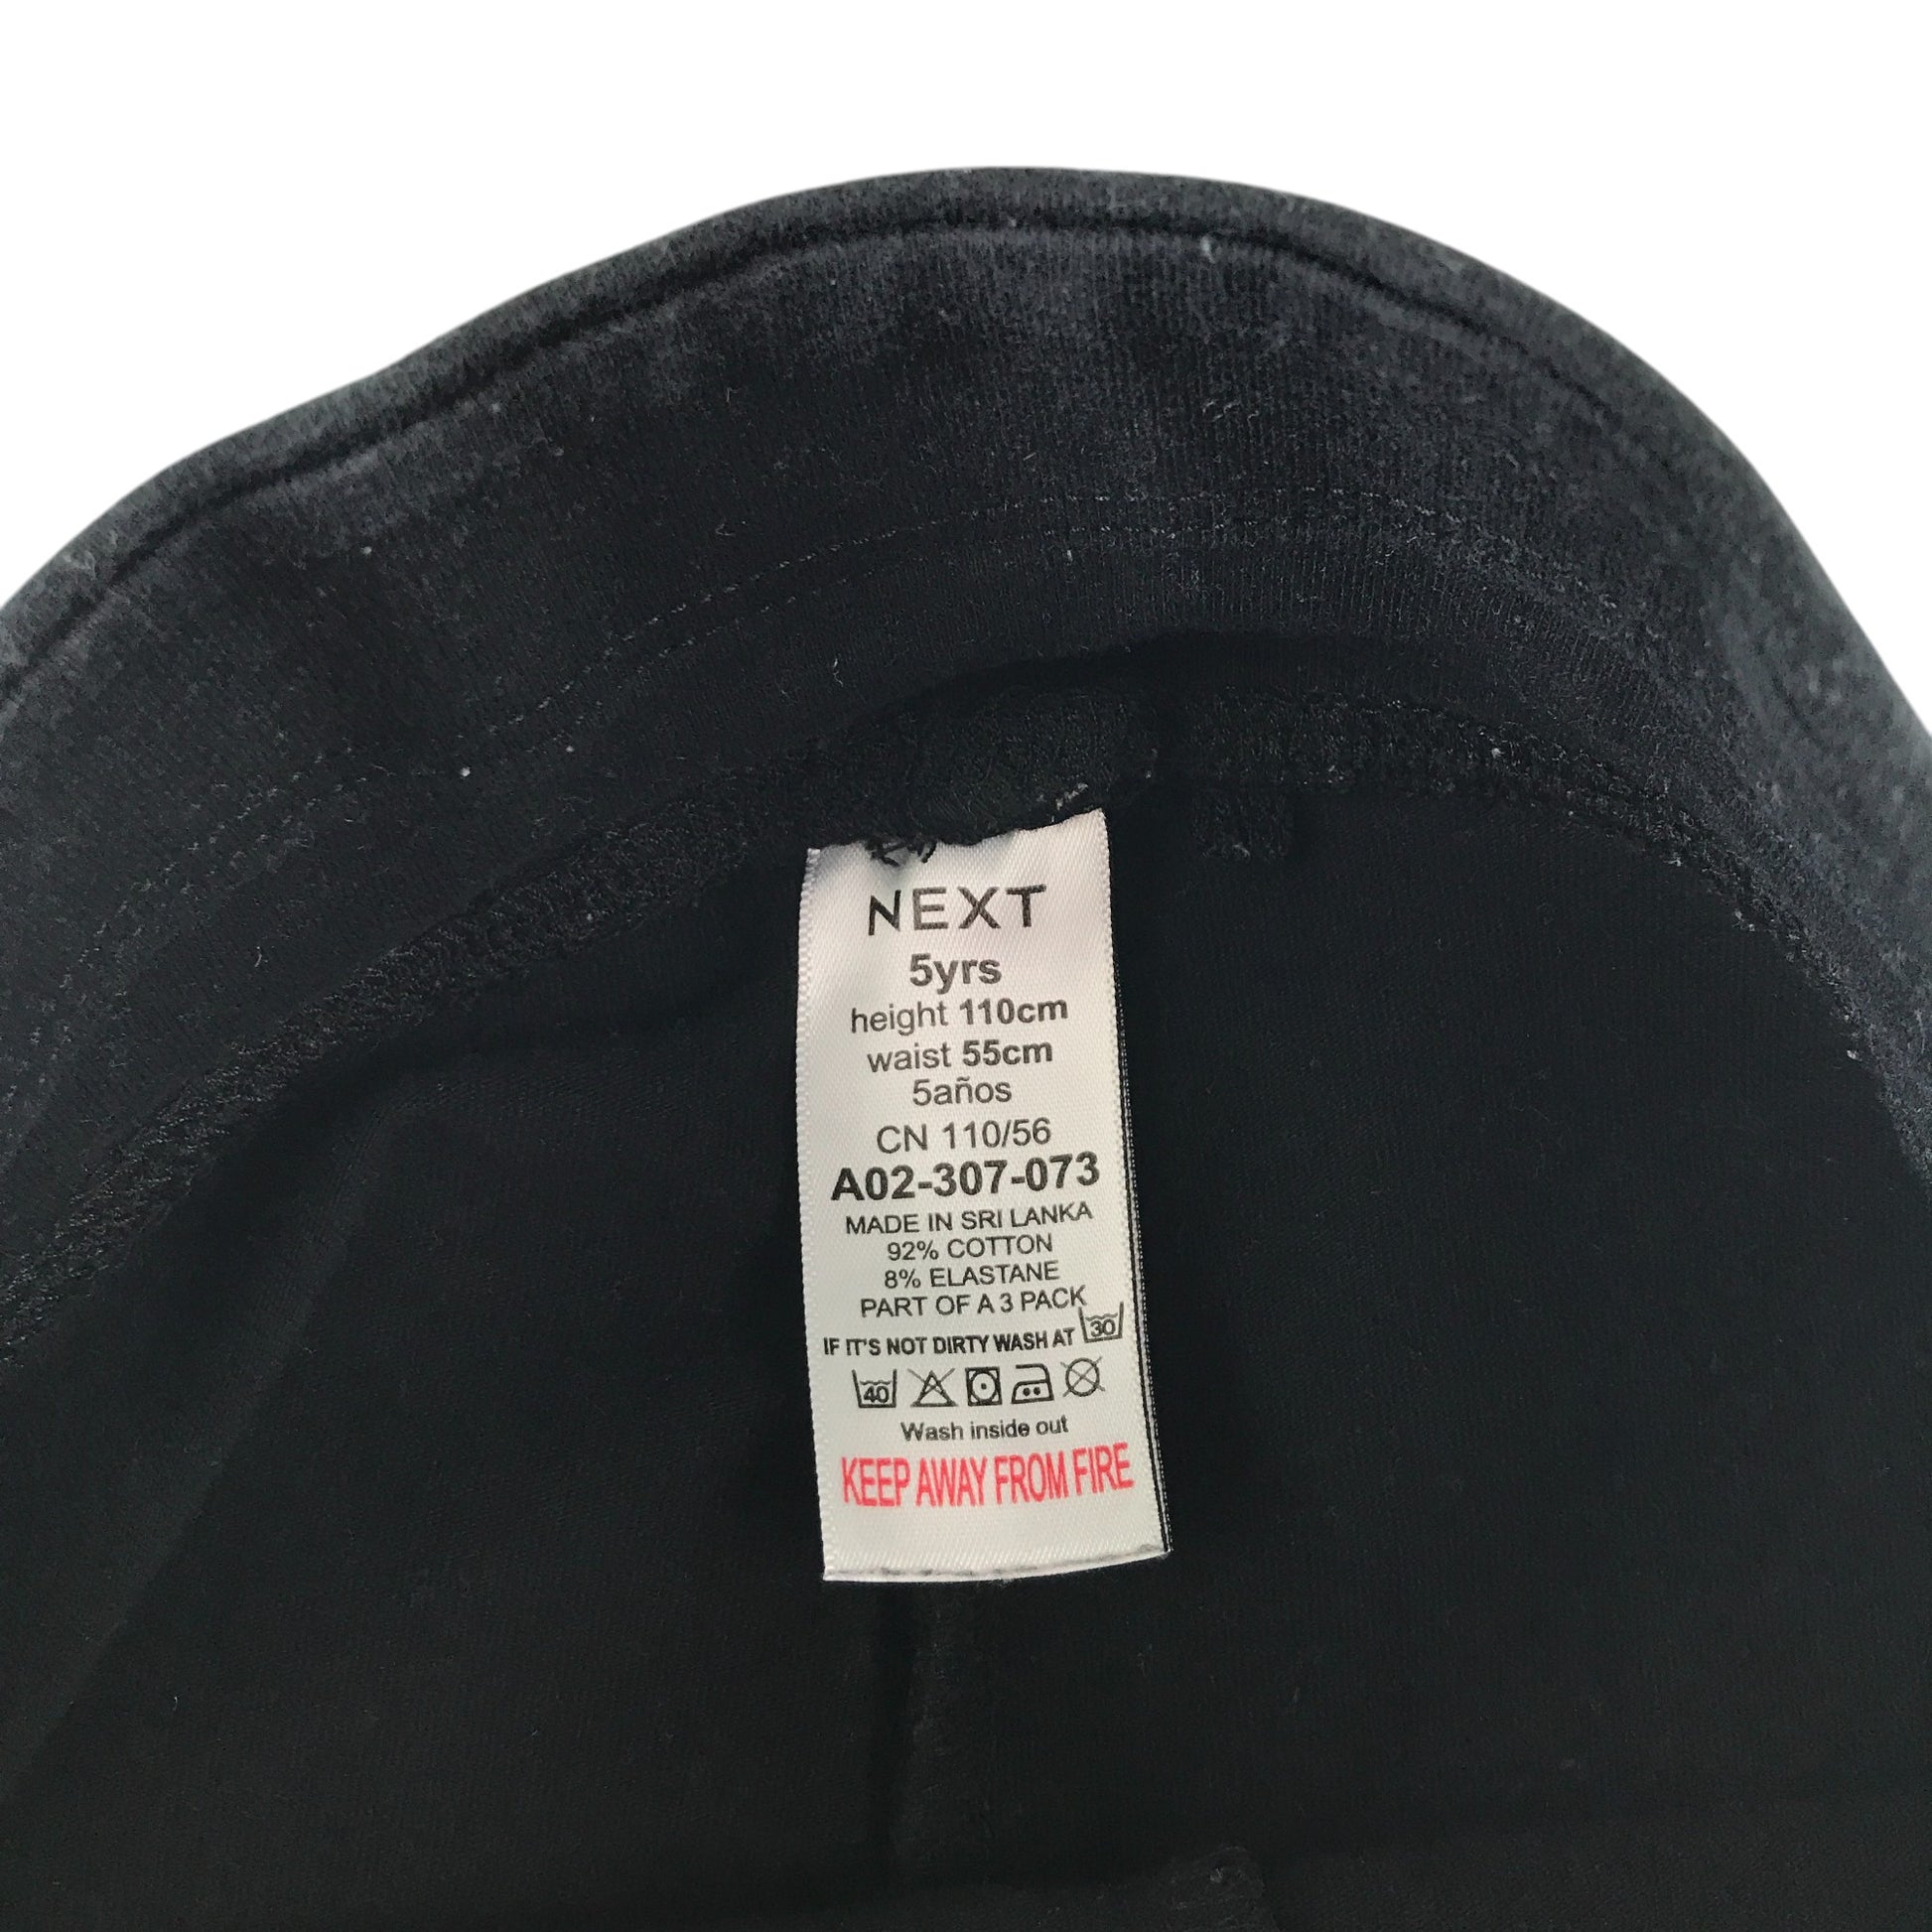 NEXT
5yrs
height 110cm
waist 55cm
5años
CN 110/56
A02-307-073
MADE IN SRI LANKA
92% COTTON
8% ELASTANE
PART OF A 3 PACK
IF IT'S NOT DIRTY WASH AT 30
40
Wash inside out
KEEP AWAY FROM FIRE